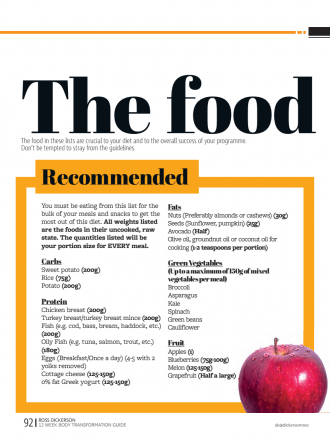 The food
The food in these lists are crucial to your diet and to the overall success of your programme.
Don't be tempted to stray from the guidelines.
Recommended
You must be eating from this list for the
bulk of your meals and snacks to get the
most out of this diet. All weights listed
are the foods in their uncooked, raw
state. The quantities listed will be
your portion size for EVERY meal.
Carbs
Sweet potato (200g)
Rice (75g)
Potato (200g)
Protein
Chicken breast (200g)
Turkey breast/turkey breast mince (200g)
Fish (e.g. cod, bass, bream, haddock, etc.)
(200g)
Oily Fish (e.g. tuna, salmon, trout, etc.)
(180g)
Eggs (Breakfast/Once a day) (4-5 with 2
yolks removed)
Cottage cheese (125-150g)
0% fat Greek yogurt (125-150g)
Fats
Nuts (Preferably almonds or cashews) (30g)
Seeds (Sunflower, pumpkin) (25g)
Avocado (Half)
Olive oil, groundnut oil or coconut oil for
cooking (1-2 teaspoons per portion)
Green Vegetables
(Up to a maximum of 150g of mixed
vegetables per meal)
Broccoli
Asparagus
Kale
Spinach
Green beans
Cauliflower
Fruit
Apples (1)
Blueberries (75g-100g)
Melon (125-150g)
Grapefruit (Half a large)
92 ROSS DICKERSON
12 WEEK BODY TRANSFORMATION GUIDE